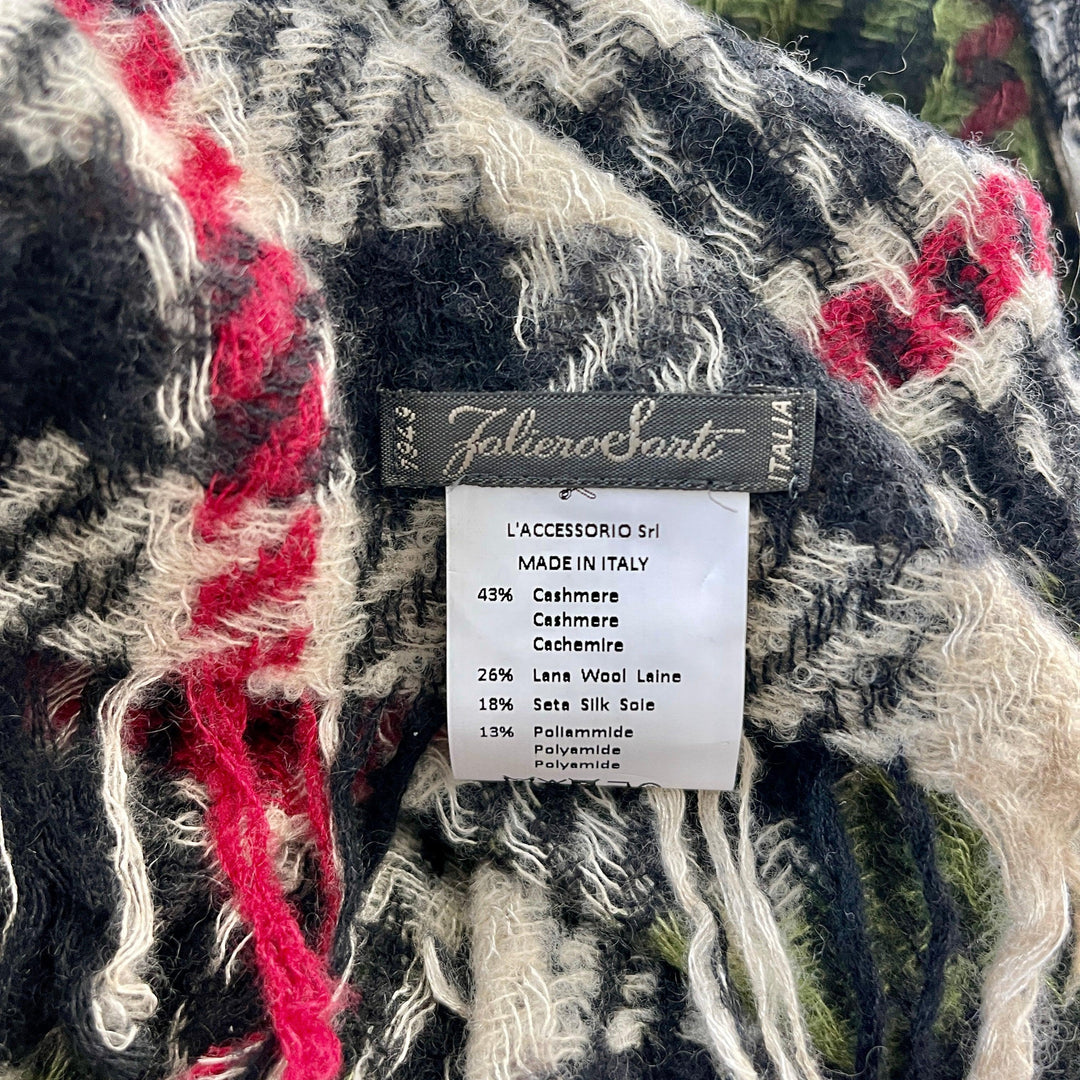 Faliero Sarti
ITALIA
L'ACCESSORIO Srl
MADE IN ITALY
43% Cashmere
Cashmere
Cachemire
26% Lana Wool Laine
18% Seta Silk Soie
13% Poliammide
Polyamide
Polyamide